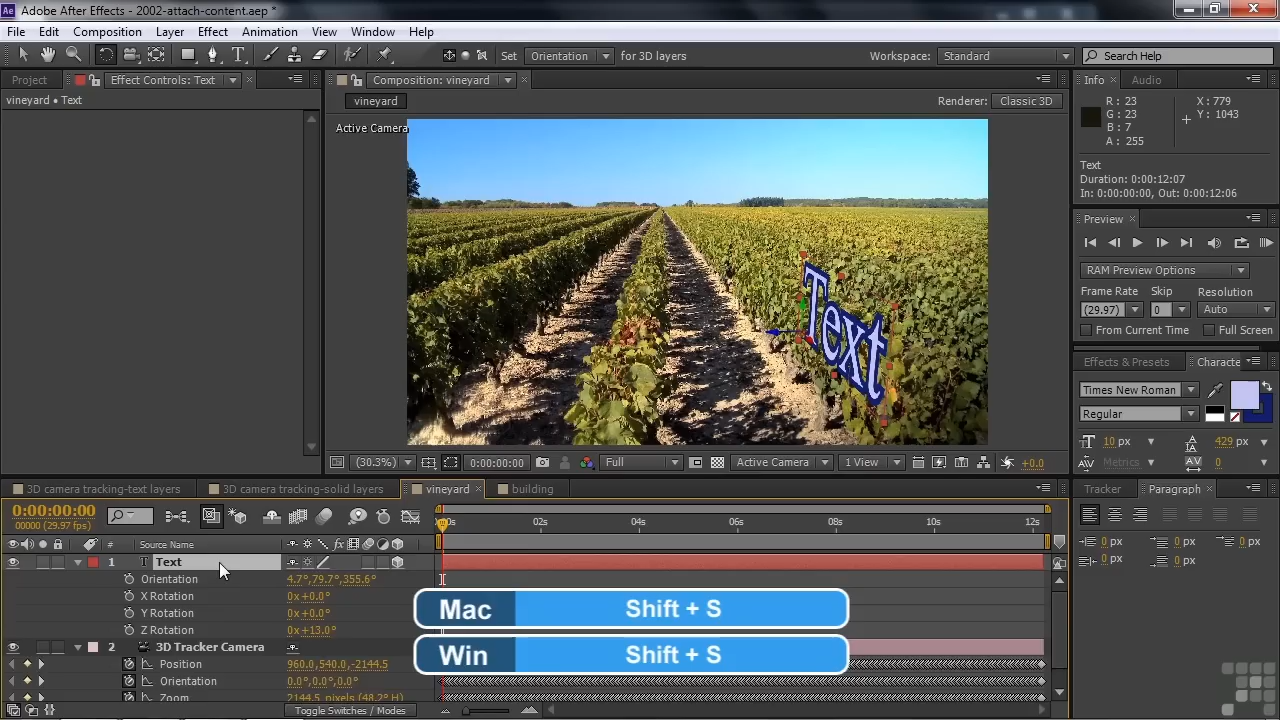 Ae Adobe After Effects - 2002-attach-content.aep *
File Edit Composition Layer Effect Animation View Window Help
Set Orientation for 3D layers Workspace: Standard Search Help
Project Effect Controls: Text Composition: vineyard Info Audio
vineyard • Text
vineyard Renderer: Classic 3D
R: 23 X: 779
G: 23 Y: 1043
B: 7
A: 255
Active Camera
Text
Duration: 0:00:12:07
In: 0:00:00:00, Out: 0:00:12:06
Preview
RAM Preview Options
Frame Rate Skip Resolution
(29.97) 0 Auto
From Current Time Full Screen
Text
Effects & Presets Characte
Times New Roman
Regular
10 px 429 px
Metrics 0
(30.3%) 0:00:00:00 Full Active Camera 1 View +0.0
3D camera tracking-text layers 3D camera tracking-solid layers vineyard building
Tracker Paragraph
0:00:00:00
00000 (29.97 fps)
02s 04s 06s 08s 10s 12s
# Source Name
0 px 0 px 0 px
0 px 0 px
1 T Text
Orientation 4.7°,79.7°,355.6°
X Rotation 0x+0.0°
Y Rotation 0x+0.0°
Z Rotation 0x+13.0°
2 3D Tracker Camera
Position 960.0,540.0,-2144.5
Orientation 0.0°,0.0°,0.0°
Zoom 2144.5 pixels (48.2° H)
Toggle Switches / Modes
Mac Shift + S
Win Shift + S